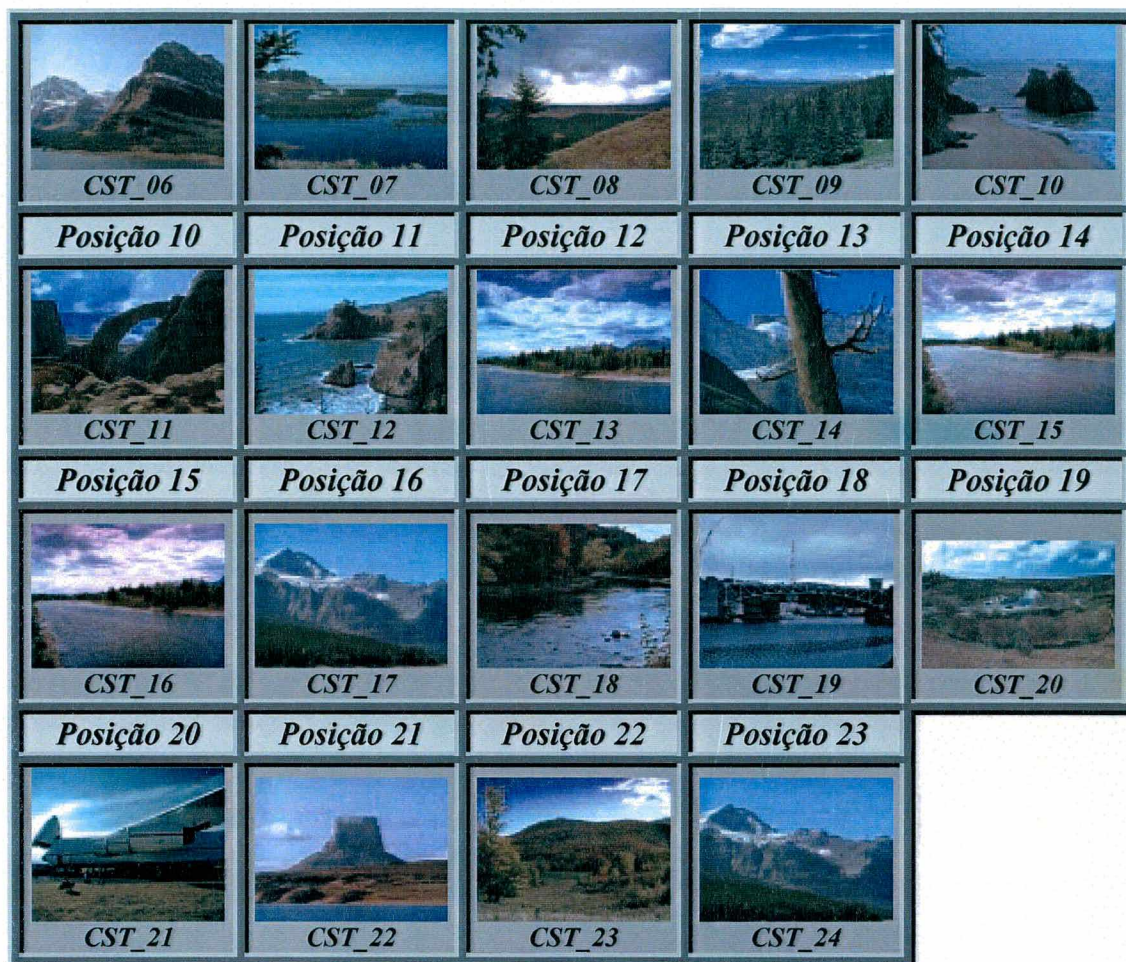 CST_06 CST_07 CST_08 CST_09 CST_10
Posição 10 Posição 11 Posição 12 Posição 13 Posição 14
CST_11 CST_12 CST_13 CST_14 CST_15
Posição 15 Posição 16 Posição 17 Posição 18 Posição 19
CST_16 CST_17 CST_18 CST_19 CST_20
Posição 20 Posição 21 Posição 22 Posição 23
CST_21 CST_22 CST_23 CST_24